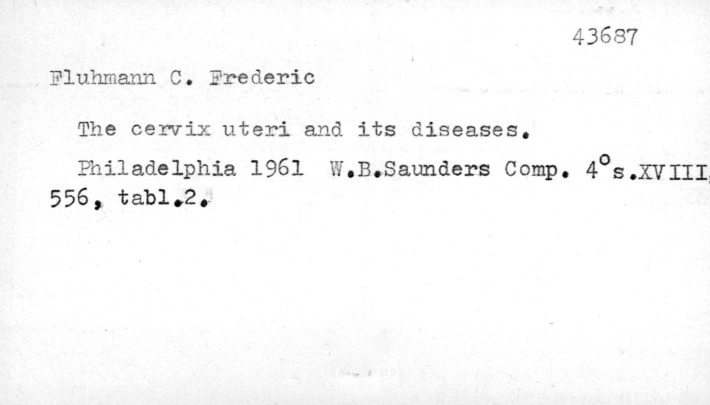 43687
Fluhmann C. Frederic
The cervix uteri and its diseases.
Philadelphia 1961 W.B.Saunders Comp. 4°s.XVIII,
556, tabl.2.